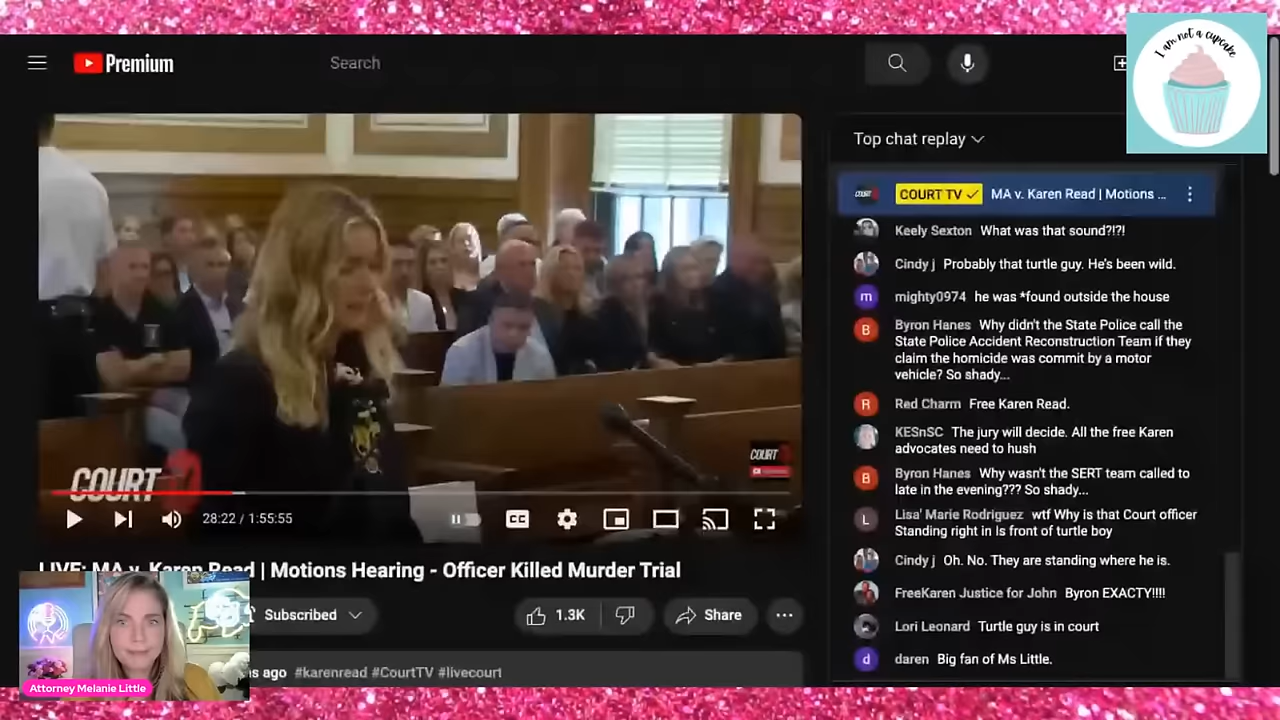 I am not a cupcake
Premium
Search
Top chat replay
COURT TV MA v. Karen Read | Motions ...
Keely Sexton What was that sound?!?!
Cindy j Probably that turtle guy. He's been wild.
m
mighty0974 he was *found outside the house
B
Byron Hanes Why didn't the State Police call the
State Police Accident Reconstruction Team if they
claim the homicide was commit by a motor
vehicle? So shady...
R
Red Charm Free Karen Read.
KESnSC The jury will decide. All the free Karen
advocates need to hush
B
Byron Hanes Why wasn't the SERT team called to
late in the evening??? So shady...
L
Lisa' Marie Rodriguez wtf Why is that Court officer
Standing right in Is front of turtle boy
Cindy j Oh. No. They are standing where he is.
FreeKaren Justice for John Byron EXACTY!!!!
Lori Leonard Turtle guy is in court
d
daren Big fan of Ms Little.
COURT
COURT
28:22 / 1:55:55
CC
LIVE: MA v. Karen Read | Motions Hearing - Officer Killed Murder Trial
Subscribed
1.3K
Share
ago #karenread #CourtTV #livecourt
Attorney Melanie Little